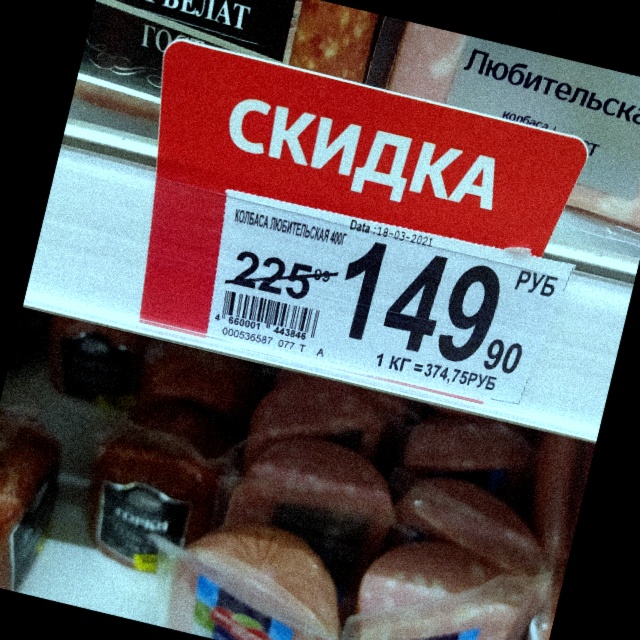 ГО
Любительска
колбаса
СКИДКА
КОЛБАСА ЛЮБИТЕЛЬСКАЯ 400Г
Data :18-03-2021
225
149 90 РУБ
4 660001 443846
000536587 077 Т А
1 КГ =374,75РУБ